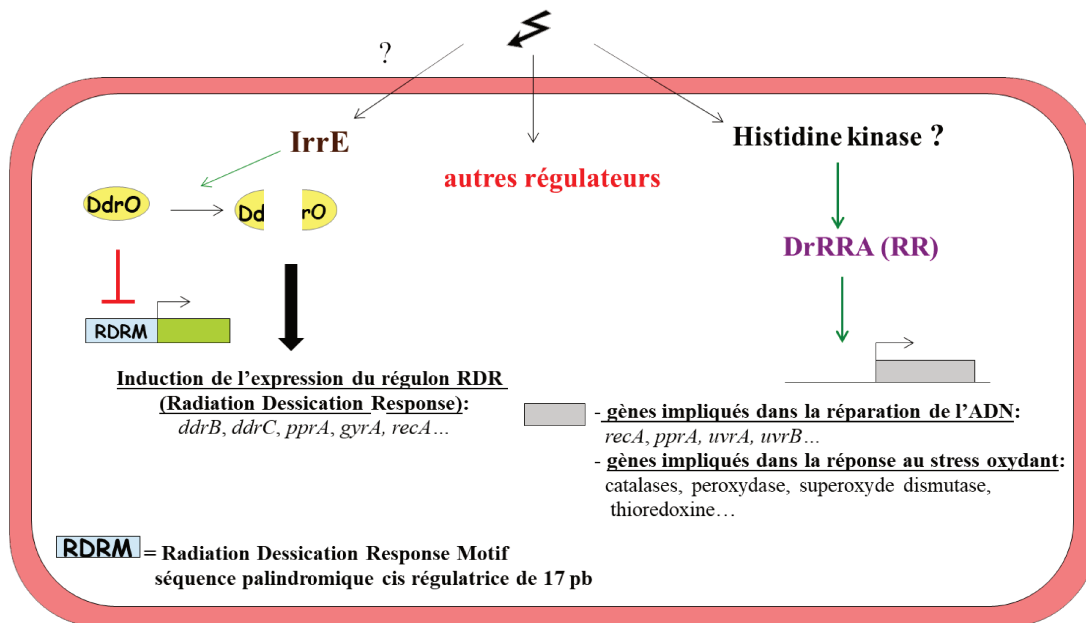 ?
IrrE
Histidine kinase ?
autres régulateurs
DdrO
Dd rO
DrRRA (RR)
RDRM
Induction de l'expression du régulon RDR
(Radiation Dessication Response):
ddrB, ddrC, pprA, gyrA, recA…
- gènes impliqués dans la réparation de l'ADN:
recA, pprA, uvrA, uvrB…
- gènes impliqués dans la réponse au stress oxydant:
catalases, peroxydase, superoxyde dismutase,
thioredoxine…
RDRM = Radiation Dessication Response Motif
séquence palindromique cis régulatrice de 17 pb